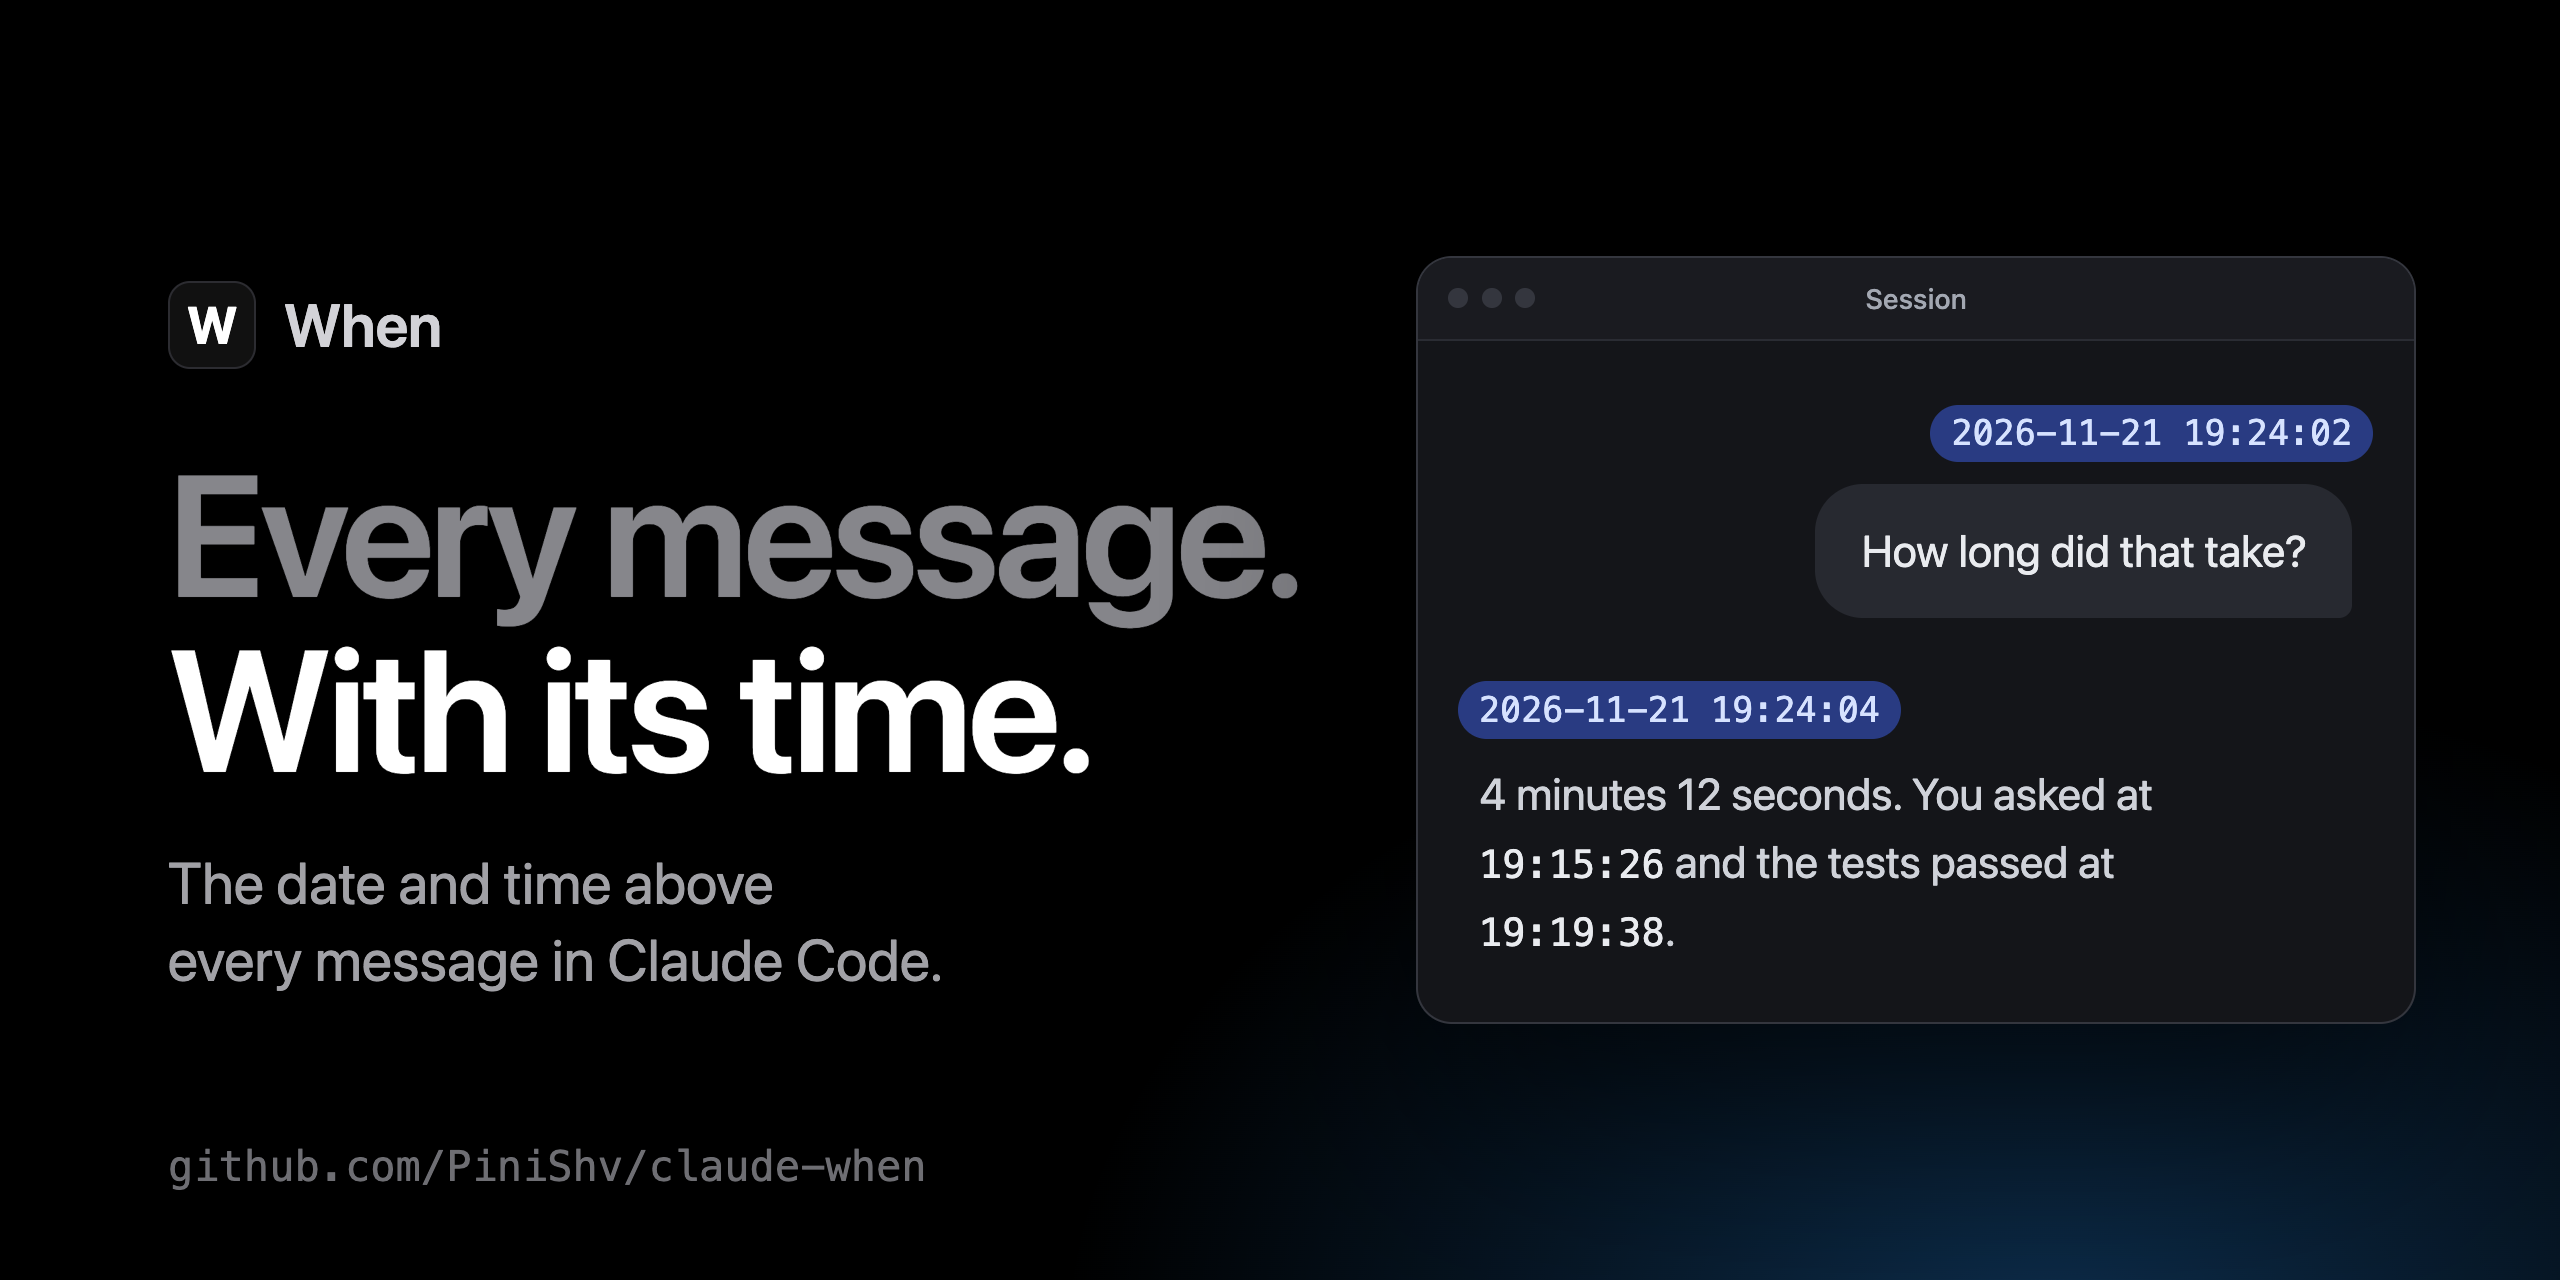 W When
Every message.
With its time.
The date and time above
every message in Claude Code.
github.com/PiniShv/claude-when
Session
2026-11-21 19:24:02
How long did that take?
2026-11-21 19:24:04
4 minutes 12 seconds. You asked at
19:15:26 and the tests passed at
19:19:38.